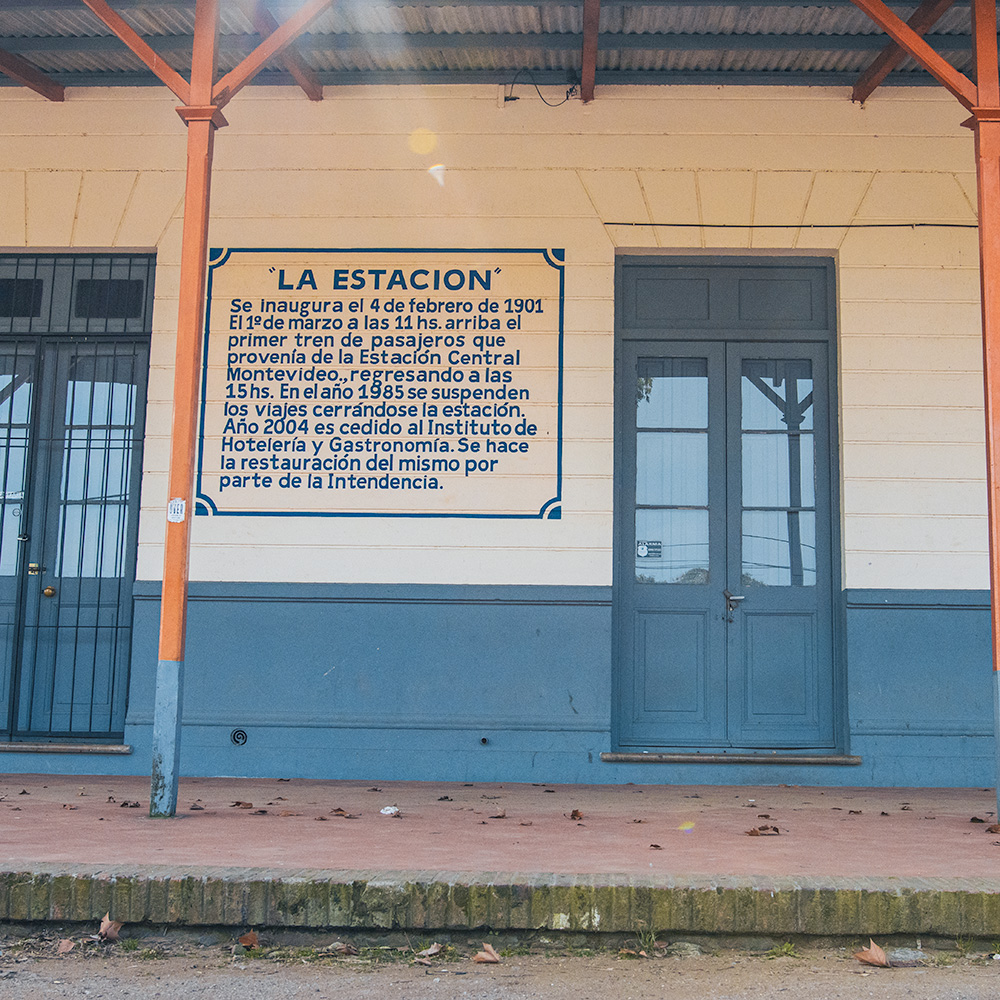 "LA ESTACION"
Se inaugura el 4 de febrero de 1901
El 1º de marzo a las 11 hs. arriba el
primer tren de pasajeros que
provenía de la Estación Central
Montevideo., regresando a las
15 hs. En el año 1985 se suspenden
los viajes cerrándose la estación.
Año 2004 es cedido al Instituto de
Hotelería y Gastronomía. Se hace
la restauración del mismo por
parte de la Intendencia.